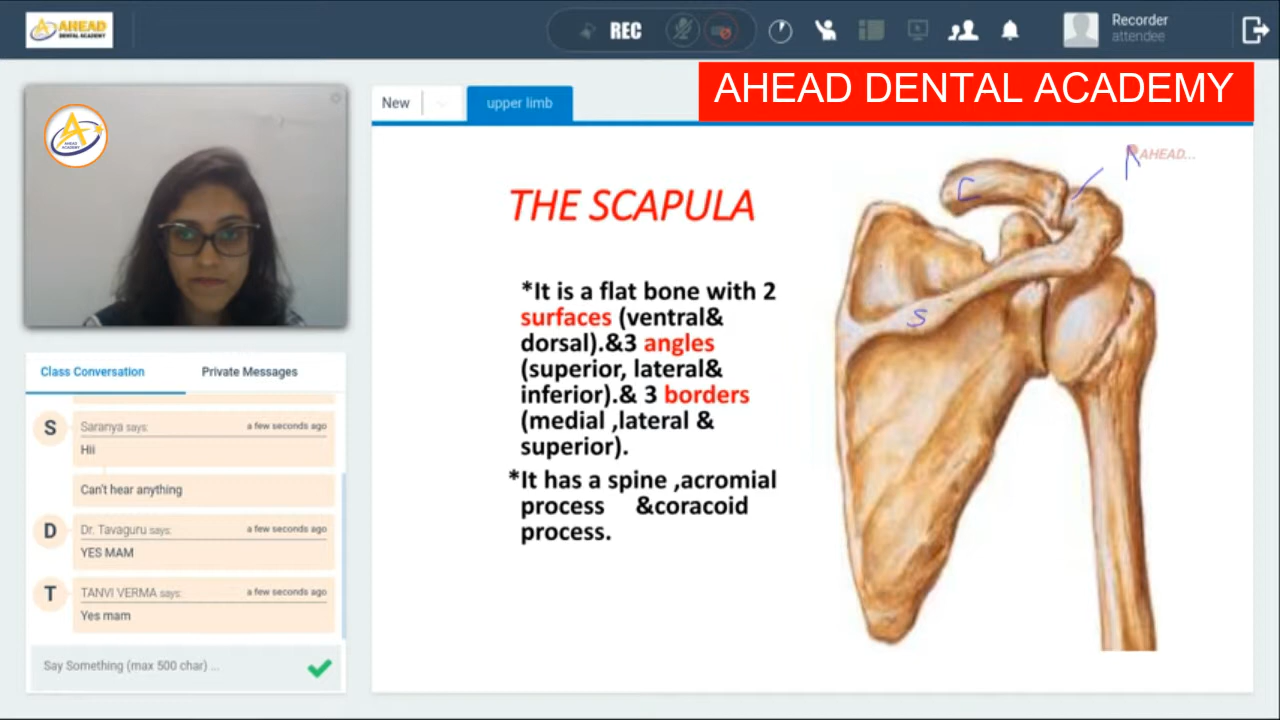 AHEAD
DENTAL ACADEMY
REC
Recorder
attendee
AHEAD DENTAL ACADEMY
New
upper limb
AHEAD
ACADEMY
AHEAD...
A
C
S
THE SCAPULA
*It is a flat bone with 2
surfaces (ventral&
dorsal).&3 angles
(superior, lateral&
inferior).& 3 borders
(medial ,lateral &
superior).
*It has a spine ,acromial
process &coracoid
process.
Class Conversation
Private Messages
S
Saranya says:
a few seconds ago
Hii
Can't hear anything
D
Dr. Tavaguru says:
a few seconds ago
YES MAM
T
TANVI VERMA says:
a few seconds ago
Yes mam
Say Something (max 500 char) ...